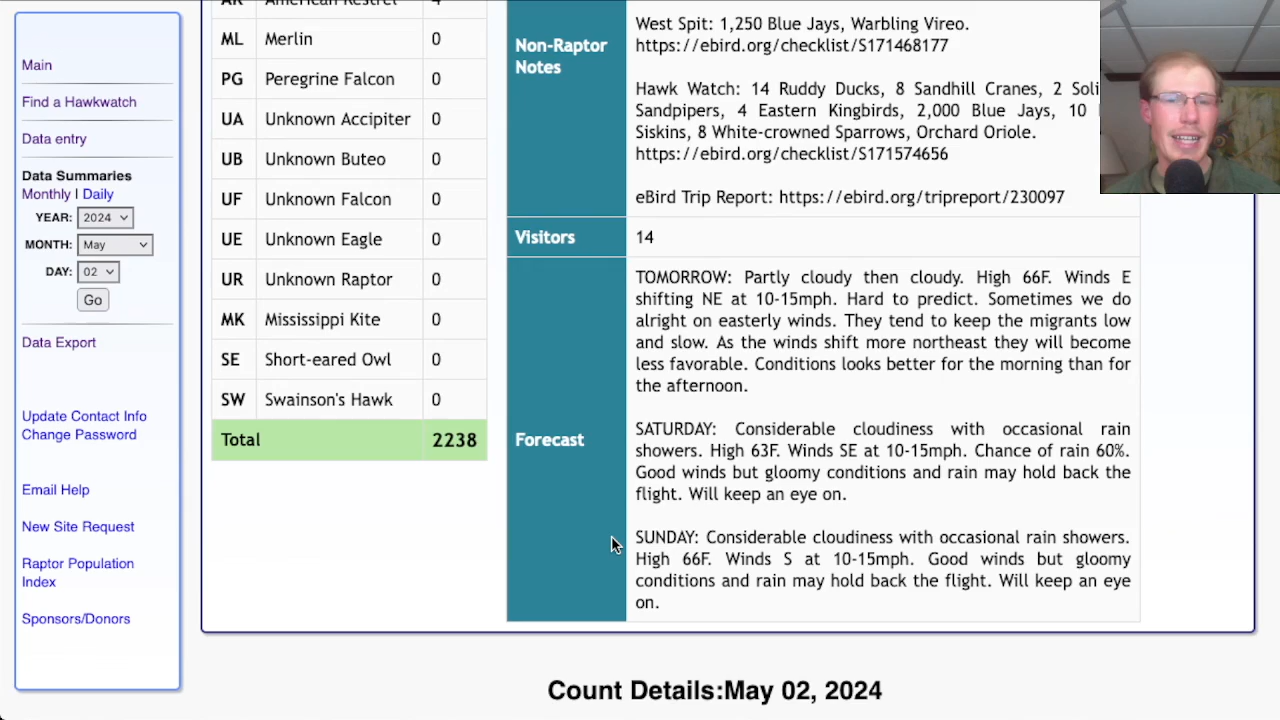 Main
Find a Hawkwatch
Data entry
Data Summaries
Monthly | Daily
YEAR: 2024
MONTH: May
DAY: 02
Go
Data Export
Update Contact Info
Change Password
Email Help
New Site Request
Raptor Population
Index
Sponsors/Donors
AK American Kestrel 4
ML Merlin 0
PG Peregrine Falcon 0
UA Unknown Accipiter 0
UB Unknown Buteo 0
UF Unknown Falcon 0
UE Unknown Eagle 0
UR Unknown Raptor 0
MK Mississippi Kite 0
SE Short-eared Owl 0
SW Swainson's Hawk 0
Total 2238
Non-Raptor
Notes
West Spit: 1,250 Blue Jays, Warbling Vireo.
https://ebird.org/checklist/S171468177
Hawk Watch: 14 Ruddy Ducks, 8 Sandhill Cranes, 2
Sandpipers, 4 Eastern Kingbirds, 2,000 Blue Jays, 10
Siskins, 8 White-crowned Sparrows, Orchard Oriole.
https://ebird.org/checklist/S171574656
eBird Trip Report: https://ebird.org/tripreport/230097
Visitors 14
Forecast
TOMORROW: Partly cloudy then cloudy. High 66F. Winds E
shifting NE at 10-15mph. Hard to predict. Sometimes we do
alright on easterly winds. They tend to keep the migrants low
and slow. As the winds shift more northeast they will become
less favorable. Conditions looks better for the morning than for
the afternoon.
SATURDAY: Considerable cloudiness with occasional rain
showers. High 63F. Winds SE at 10-15mph. Chance of rain 60%.
Good winds but gloomy conditions and rain may hold back the
flight. Will keep an eye on.
SUNDAY: Considerable cloudiness with occasional rain showers.
High 66F. Winds S at 10-15mph. Good winds but gloomy
conditions and rain may hold back the flight. Will keep an eye
on.
Count Details:May 02, 2024